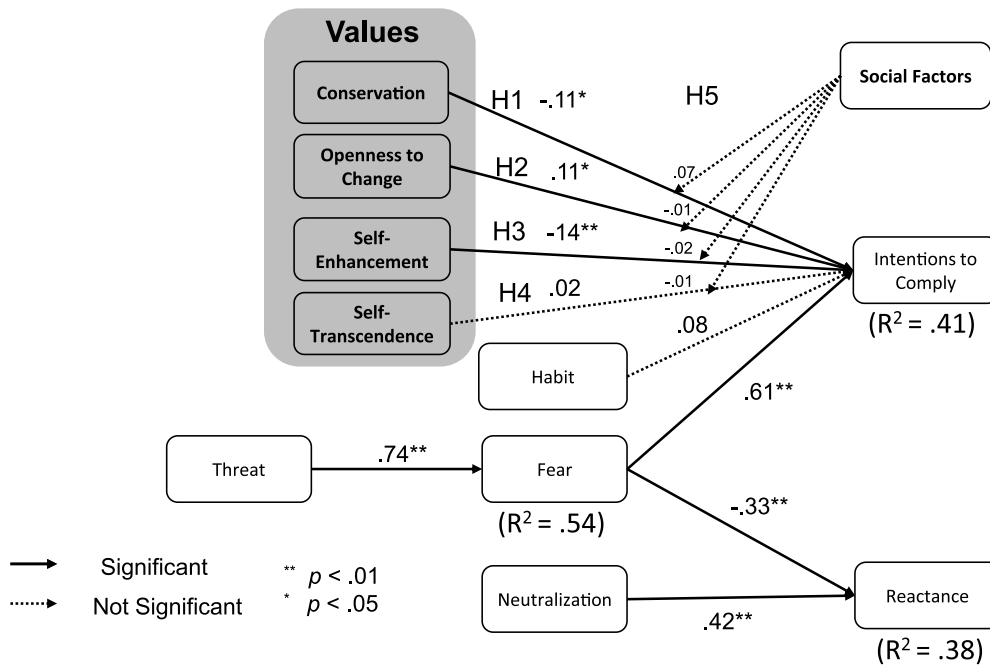 Values
Conservation
Openness to
Change
Self-
Enhancement
Self-
Transcendence
H1 -.11*
H2 .11*
H3 -14**
H4 .02
H5
Social Factors
.07
-.01
-.02
-.01
Intentions to
Comply
(R² = .41)
Habit
.08
.61**
Threat
.74**
Fear
(R² = .54)
-.33**
Neutralization
.42**
Reactance
(R² = .38)
Significant
Not Significant
** p < .01
* p < .05